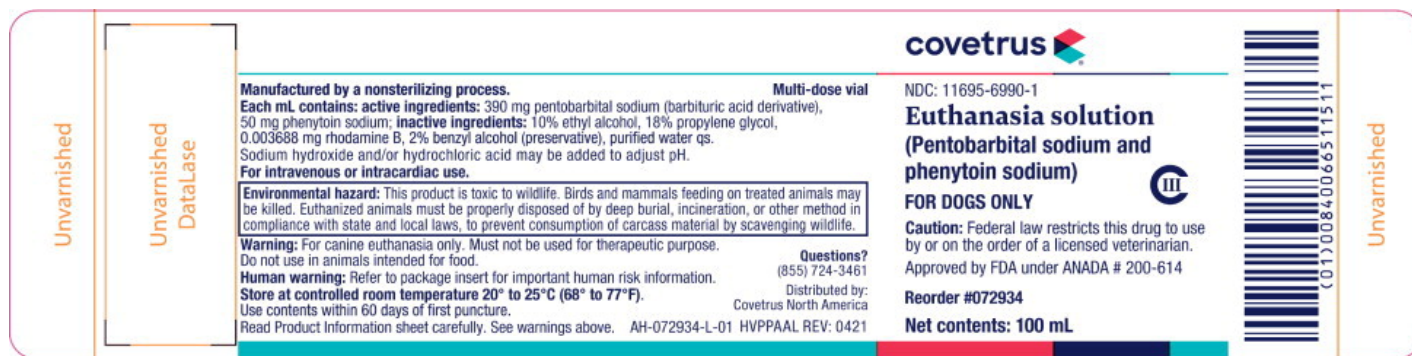 Unvarnished
Unvarnished
DataLase
Manufactured by a nonsterilizing process. Multi-dose vial
Each mL contains: active ingredients: 390 mg pentobarbital sodium (barbituric acid derivative),
50 mg phenytoin sodium; inactive ingredients: 10% ethyl alcohol, 18% propylene glycol,
0.003688 mg rhodamine B, 2% benzyl alcohol (preservative), purified water qs.
Sodium hydroxide and/or hydrochloric acid may be added to adjust pH.
For intravenous or intracardiac use.
Environmental hazard: This product is toxic to wildlife. Birds and mammals feeding on treated animals may
be killed. Euthanized animals must be properly disposed of by deep burial, incineration, or other method in
compliance with state and local laws, to prevent consumption of carcass material by scavenging wildlife.
Warning: For canine euthanasia only. Must not be used for therapeutic purpose.
Do not use in animals intended for food.
Human warning: Refer to package insert for important human risk information.
Store at controlled room temperature 20° to 25°C (68° to 77°F).
Use contents within 60 days of first puncture.
Read Product Information sheet carefully. See warnings above. AH-072934-L-01 HVPPAAL REV: 0421
Questions?
(855) 724-3461
Distributed by:
Covetrus North America
covetrus
®
NDC: 11695-6990-1
Euthanasia solution
(Pentobarbital sodium and
phenytoin sodium)
CIII
FOR DOGS ONLY
Caution: Federal law restricts this drug to use
by or on the order of a licensed veterinarian.
Approved by FDA under ANADA # 200-614
Reorder #072934
Net contents: 100 mL
(01)00840066511511
Unvarnished